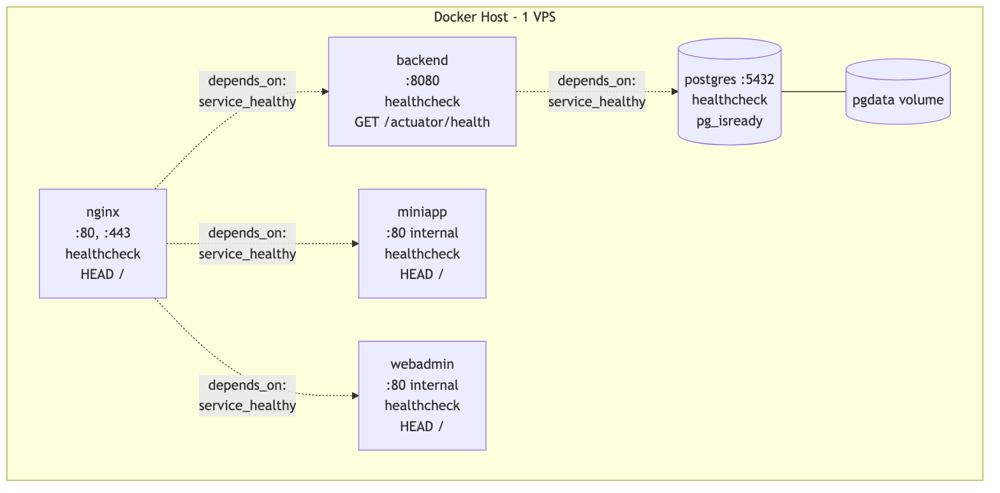 Docker Host - 1 VPS
backend
:8080
healthcheck
GET /actuator/health
depends_on:
service_healthy
depends_on:
service_healthy
postgres :5432
healthcheck
pg_isready
pgdata volume
nginx
:80, :443
healthcheck
HEAD /
depends_on:
service_healthy
miniapp
:80 internal
healthcheck
HEAD /
depends_on:
service_healthy
webadmin
:80 internal
healthcheck
HEAD /